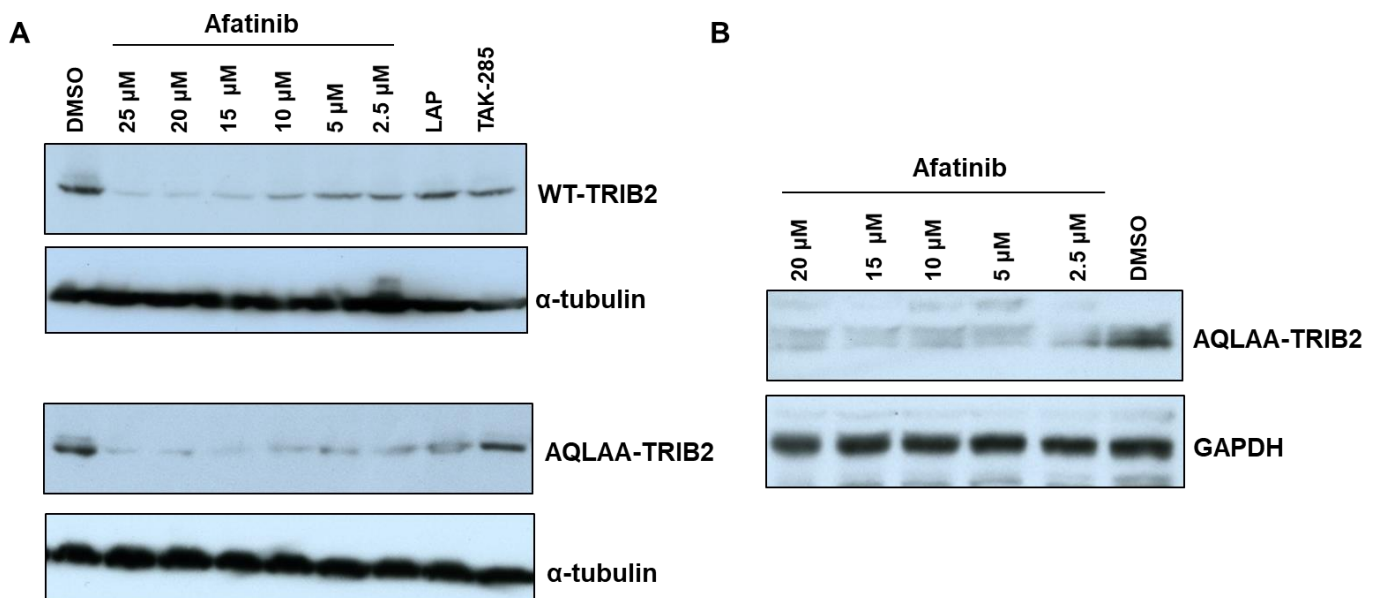 A
Afatinib
DMSO
25 µM
20 µM
15 µM
10 µM
5 µM
2.5 µM
LAP
TAK-285
WT-TRIB2
α-tubulin
AQLAA-TRIB2
α-tubulin
B
Afatinib
20 µM
15 µM
10 µM
5 µM
2.5 µM
DMSO
AQLAA-TRIB2
GAPDH